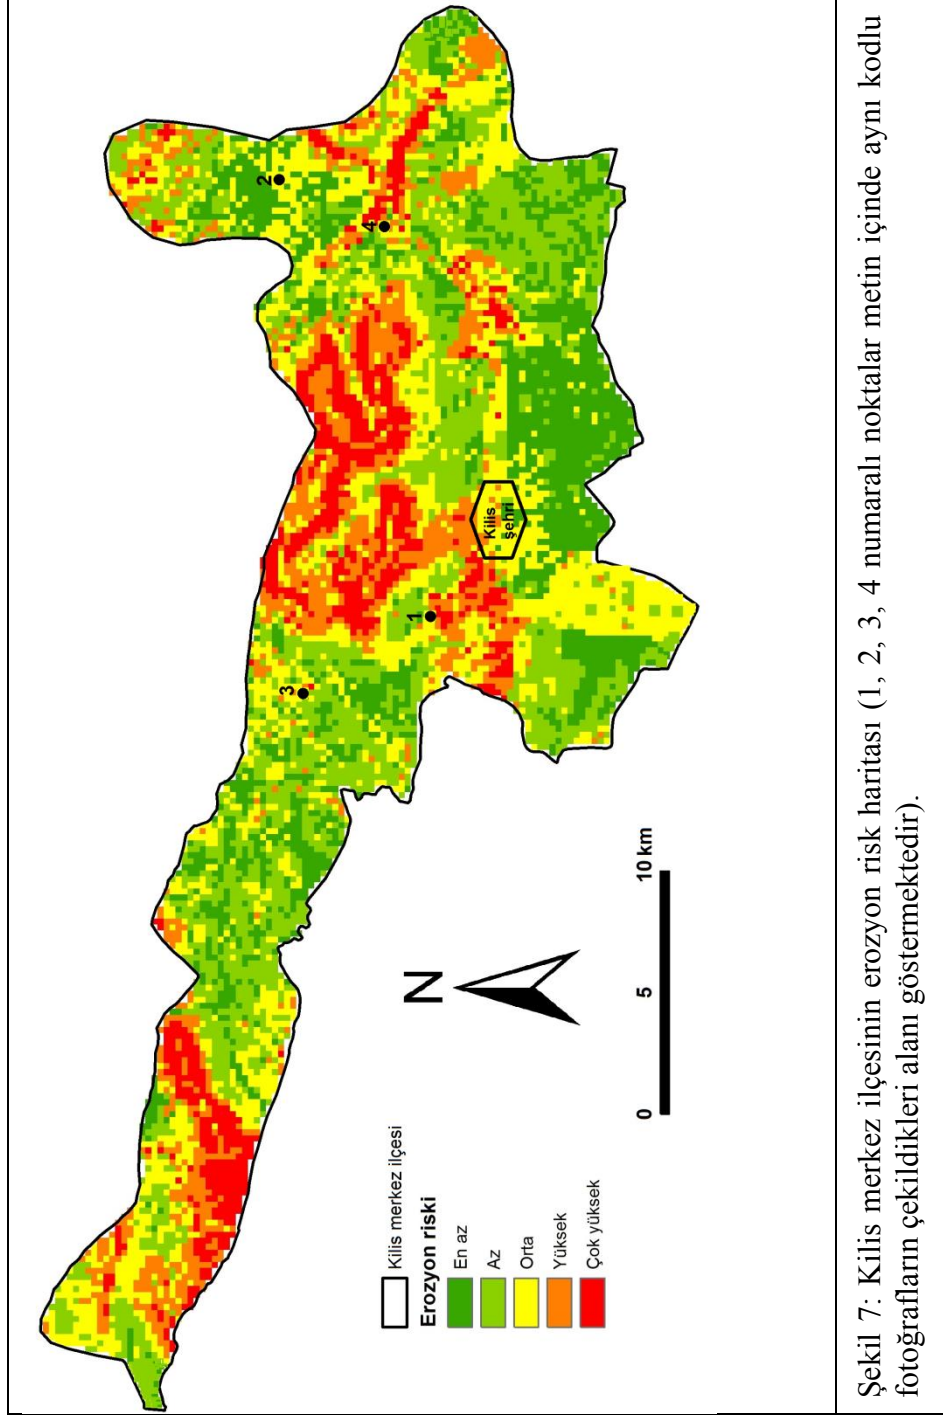 2
4
3
1
Kilis
şehri
N
0 5 10 km
Kilis merkez ilçesi
Erozyon riski
En az
Az
Orta
Yüksek
Çok yüksek
Şekil 7: Kilis merkez ilçesinin erozyon risk haritası (1, 2, 3, 4 numaralı noktalar metin içinde aynı kodlu
fotoğrafların çekildikleri alanı göstermektedir).